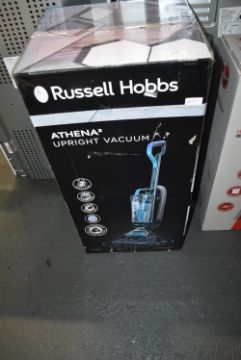 Russell Hobbs
ATHENA²
UPRIGHT VACUUM